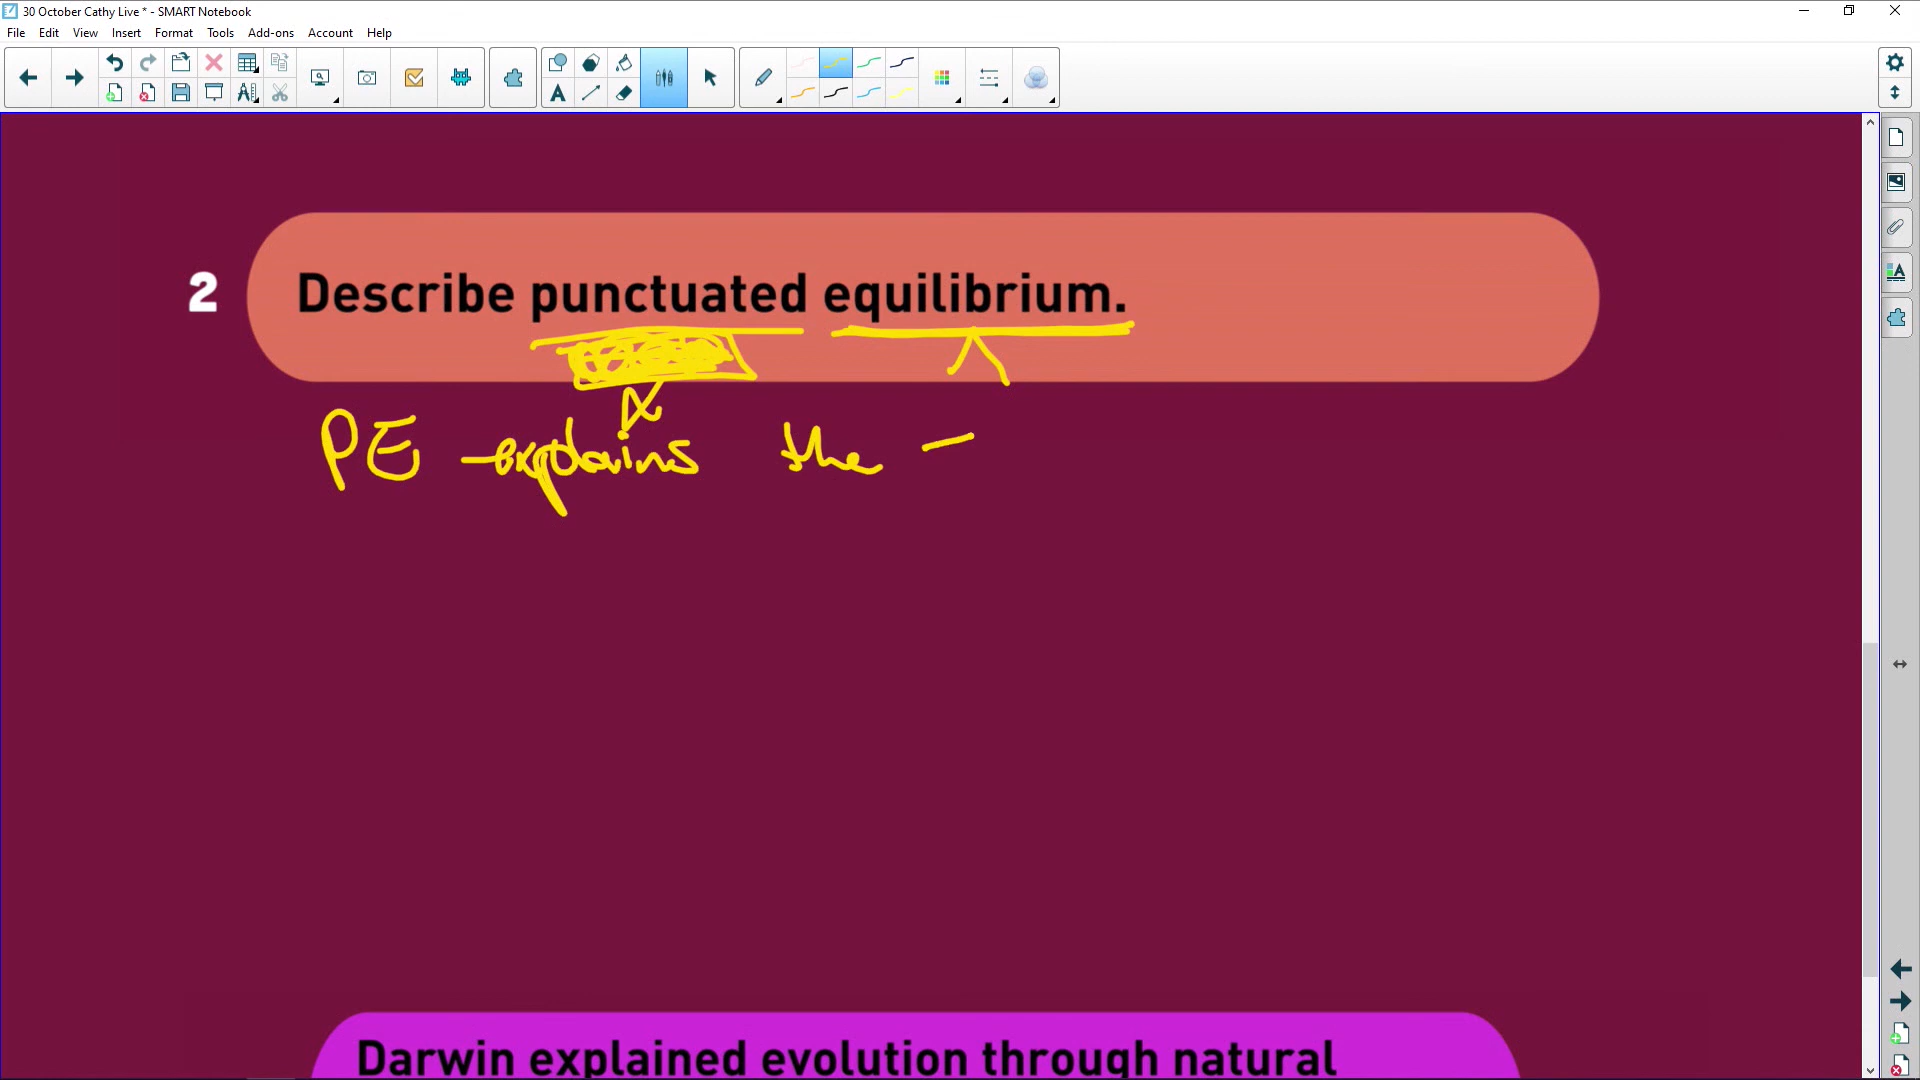 30 October Cathy Live * - SMART Notebook
File Edit View Insert Format Tools Add-ons Account Help
2 Describe punctuated equilibrium.
PE explains the
Darwin explained evolution through natural